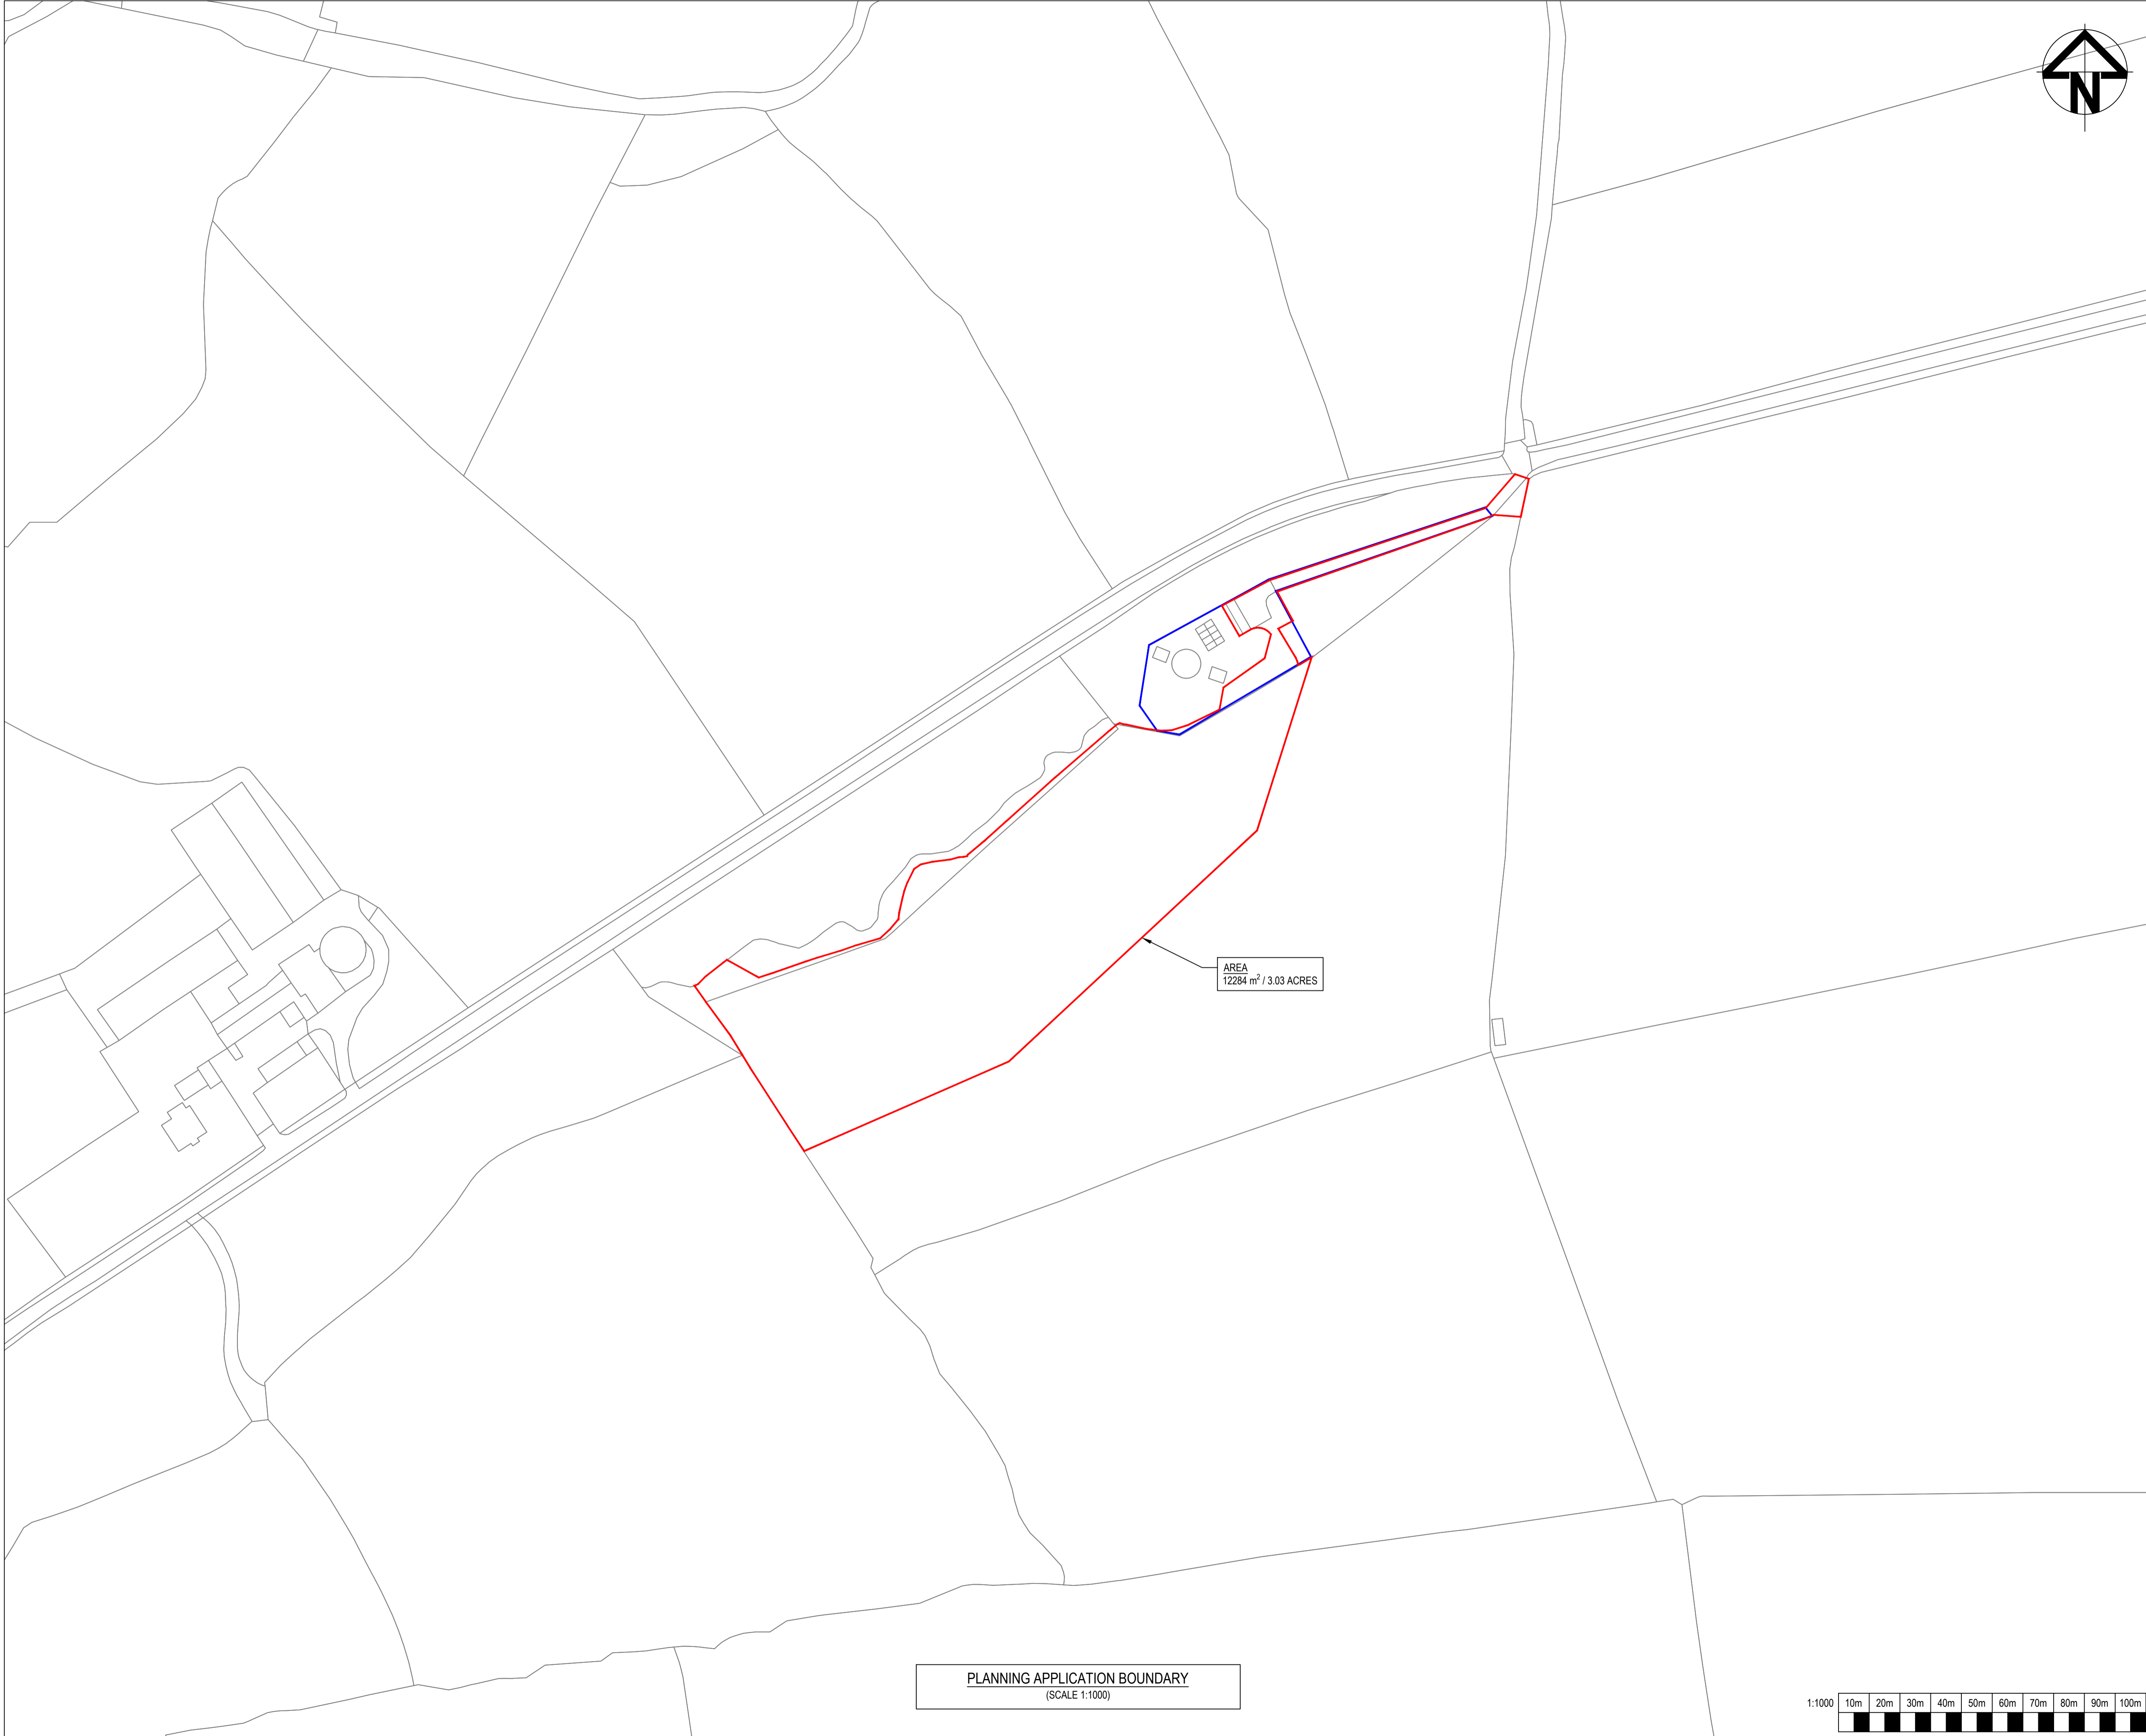 N
AREA
12284 m² / 3.03 ACRES
PLANNING APPLICATION BOUNDARY
(SCALE 1:1000)
1:1000 10m 20m 30m 40m 50m 60m 70m 80m 90m 100m